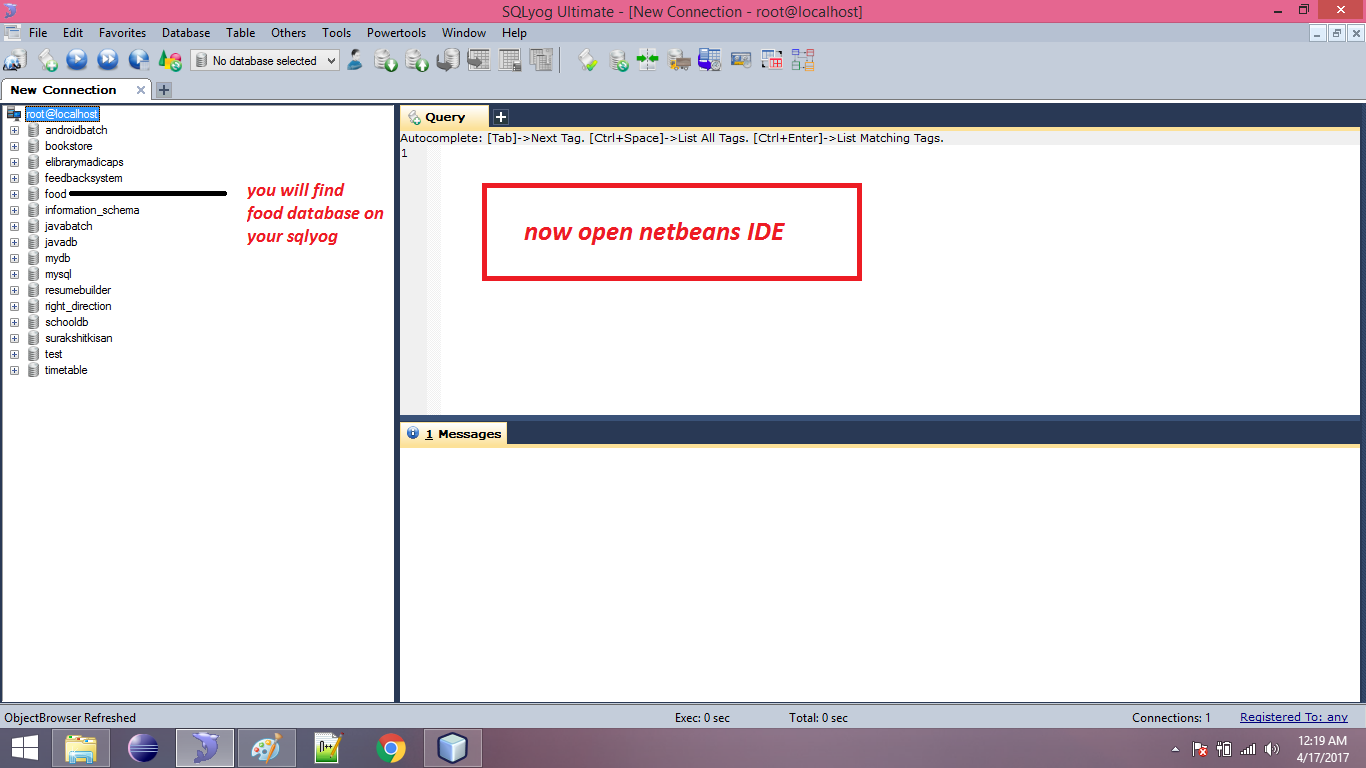 SQLyog Ultimate - [New Connection - root@localhost]
File Edit Favorites Database Table Others Tools Powertools Window Help
No database selected
New Connection
root@localhost
androidbatch
bookstore
elibrarymadicaps
feedbacksystem
food
information_schema
javabatch
javadb
mydb
mysql
resumebuilder
right_direction
schooldb
surakshitkisan
test
timetable
you will find
food database on
your sqlyog
Query
Autocomplete: [Tab]->Next Tag. [Ctrl+Space]->List All Tags. [Ctrl+Enter]->List Matching Tags.
1
now open netbeans IDE
1 Messages
ObjectBrowser Refreshed Exec: 0 sec Total: 0 sec Connections: 1 Registered To: any
N++
12:19 AM
4/17/2017